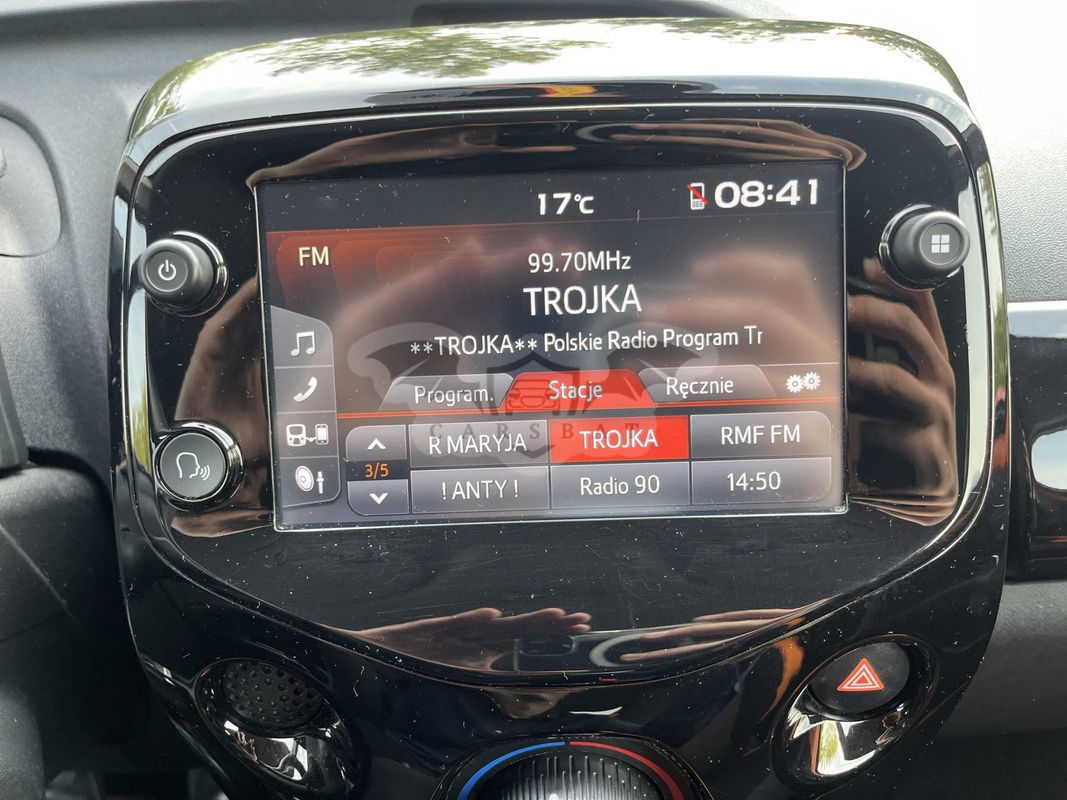 17°C
08:41
FM
99.70MHz
TROJKA
**TROJKA** Polskie Radio Program Tr
Program.
Stacje
Ręcznie
3/5
R MARYJA
TROJKA
RMF FM
! ANTY !
Radio 90
14:50
CARSBAT